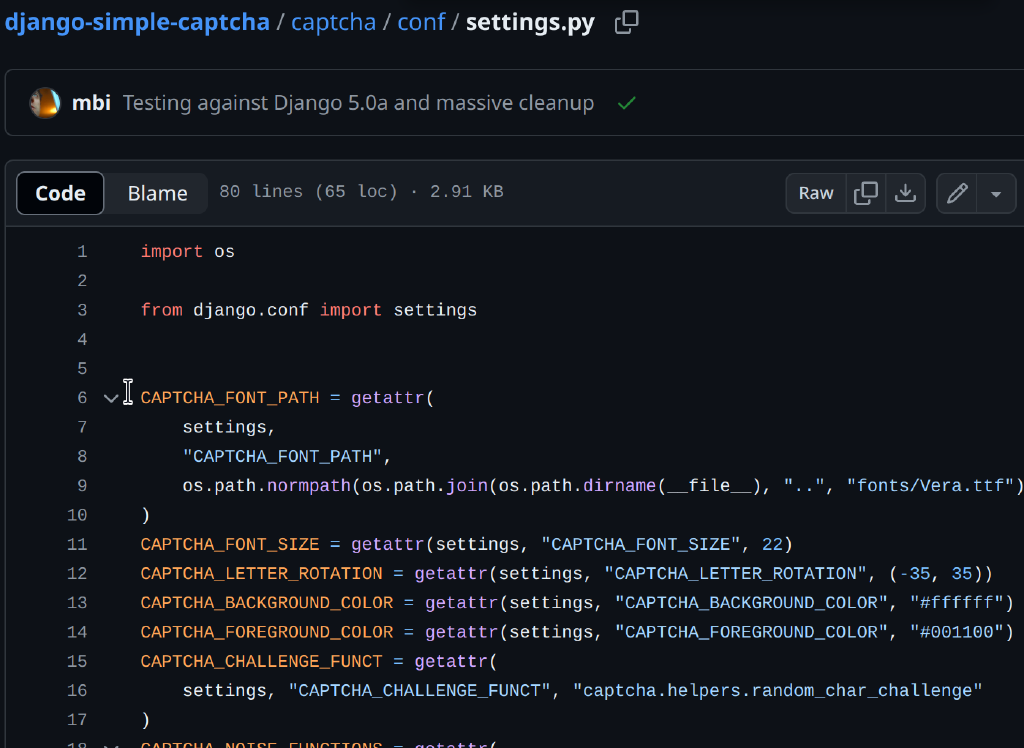 django-simple-captcha / captcha / conf / settings.py
mbi Testing against Django 5.0a and massive cleanup
Code Blame 80 lines (65 loc) · 2.91 KB Raw
1 import os
2
3 from django.conf import settings
4
5
6 CAPTCHA_FONT_PATH = getattr(
7 settings,
8 "CAPTCHA_FONT_PATH",
9 os.path.normpath(os.path.join(os.path.dirname(__file__), "..", "fonts/Vera.ttf")
10 )
11 CAPTCHA_FONT_SIZE = getattr(settings, "CAPTCHA_FONT_SIZE", 22)
12 CAPTCHA_LETTER_ROTATION = getattr(settings, "CAPTCHA_LETTER_ROTATION", (-35, 35))
13 CAPTCHA_BACKGROUND_COLOR = getattr(settings, "CAPTCHA_BACKGROUND_COLOR", "#ffffff")
14 CAPTCHA_FOREGROUND_COLOR = getattr(settings, "CAPTCHA_FOREGROUND_COLOR", "#001100")
15 CAPTCHA_CHALLENGE_FUNCT = getattr(
16 settings, "CAPTCHA_CHALLENGE_FUNCT", "captcha.helpers.random_char_challenge"
17 )
18 CAPTCHA_NOISE_FUNCTIONS = getattr(